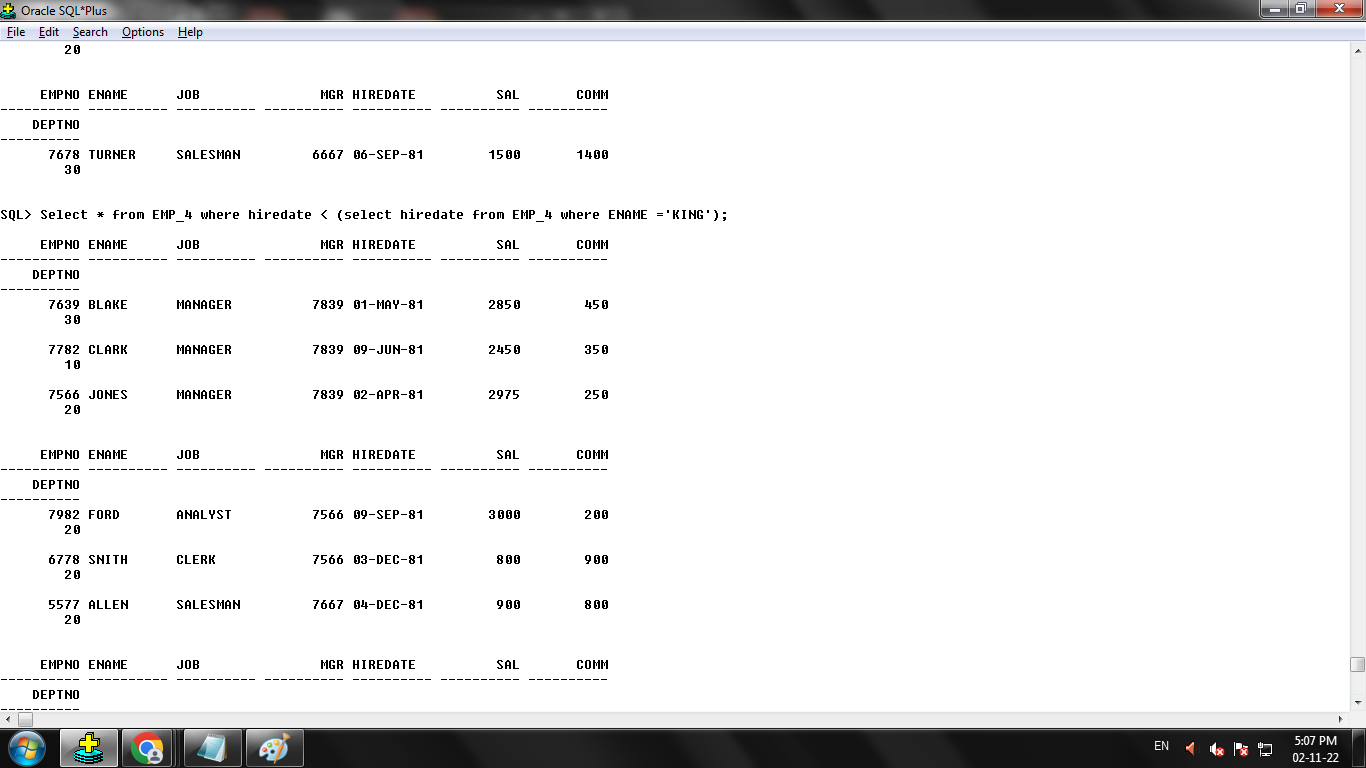 Oracle SQL*Plus
File Edit Search Options Help
20
EMPNO ENAME JOB MGR HIREDATE SAL COMM
---------- ---------- ---------- ---------- ---------- ---------- ----------
DEPTNO
----------
7678 TURNER SALESMAN 6667 06-SEP-81 1500 1400
30
SQL> Select * from EMP_4 where hiredate < (select hiredate from EMP_4 where ENAME ='KING');
EMPNO ENAME JOB MGR HIREDATE SAL COMM
---------- ---------- ---------- ---------- ---------- ---------- ----------
DEPTNO
----------
7639 BLAKE MANAGER 7839 01-MAY-81 2850 450
30
7782 CLARK MANAGER 7839 09-JUN-81 2450 350
10
7566 JONES MANAGER 7839 02-APR-81 2975 250
20
EMPNO ENAME JOB MGR HIREDATE SAL COMM
---------- ---------- ---------- ---------- ---------- ---------- ----------
DEPTNO
----------
7982 FORD ANALYST 7566 09-SEP-81 3000 200
20
6778 SNITH CLERK 7566 03-DEC-81 800 900
20
5577 ALLEN SALESMAN 7667 04-DEC-81 900 800
20
EMPNO ENAME JOB MGR HIREDATE SAL COMM
---------- ---------- ---------- ---------- ---------- ---------- ----------
DEPTNO
----------
EN 5:07 PM
02-11-22